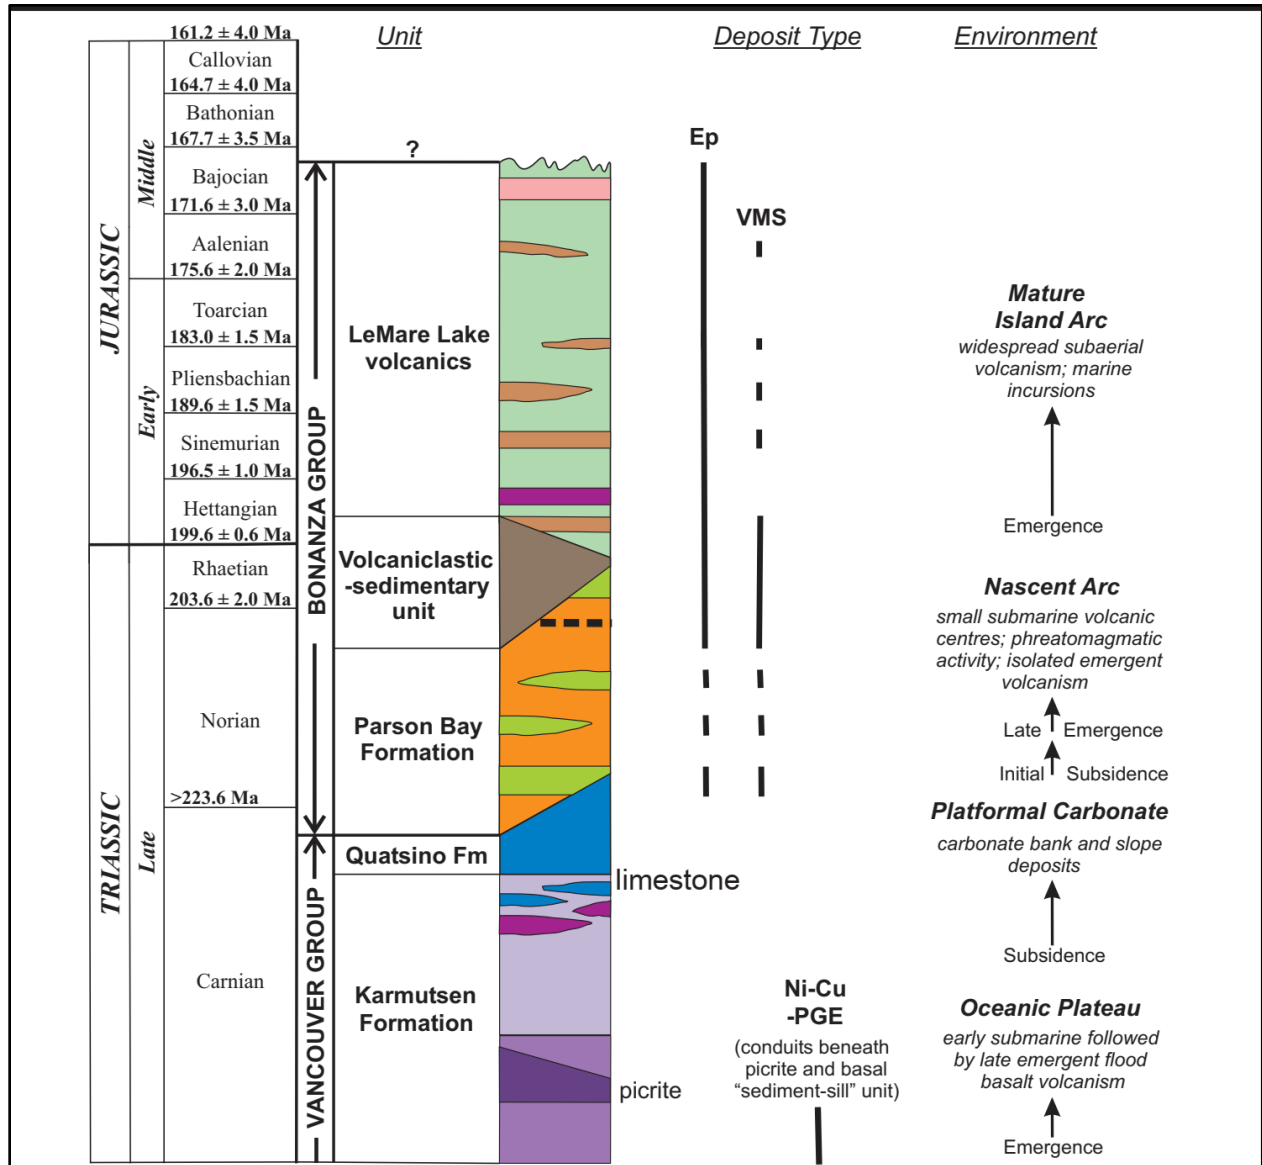 161.2 ± 4.0 Ma
Unit
Deposit Type
Environment
Callovian
164.7 ± 4.0 Ma
Bathonian
167.7 ± 3.5 Ma
Bajocian
171.6 ± 3.0 Ma
Aalenian
175.6 ± 2.0 Ma
Toarcian
183.0 ± 1.5 Ma
Pliensbachian
189.6 ± 1.5 Ma
Sinemurian
196.5 ± 1.0 Ma
Hettangian
199.6 ± 0.6 Ma
Rhaetian
203.6 ± 2.0 Ma
Norian
>223.6 Ma
Carnian
JURASSIC
Middle
Early
TRIASSIC
Late
BONANZA GROUP
VANCOUVER GROUP
?
LeMare Lake
volcanics
Volcaniclastic
-sedimentary
unit
Parson Bay
Formation
Quatsino Fm
Karmutsen
Formation
limestone
picrite
Ep
VMS
Ni-Cu
-PGE
(conduits beneath
picrite and basal
“sediment-sill” unit)
Mature
Island Arc
widespread subaerial
volcanism; marine
incursions
Emergence
Nascent Arc
small submarine volcanic
centres; phreatomagmatic
activity; isolated emergent
volcanism
Late Emergence
Initial Subsidence
Platformal Carbonate
carbonate bank and slope
deposits
Subsidence
Oceanic Plateau
early submarine followed
by late emergent flood
basalt volcanism
Emergence